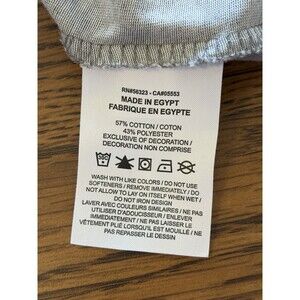 RN#56323 - CA#05553
MADE IN EGYPT
FABRIQUE EN EGYPTE
57% COTTON / COTON
43% POLYESTER
EXCLUSIVE OF DECORATION /
DECORATION NON COMPRISE
WASH WITH LIKE COLORS / DO NOT USE
SOFTENERS / REMOVE IMMEDIATELY / DO
NOT ALLOW TO LAY ON ITSELF WHEN WET /
DO NOT IRON DESIGN
LAVER AVEC COULEURS SIMILAIRES / NE PAS
UTILISER D'ADOUCISSEUR / ENLEVER
IMMÉDIATEMENT / NE PAS LAISSER LE
VÊTEMENT PLIÉ LORSQU'IL EST MOUILLÉ / NE
PAS REPASSER LE DESSIN